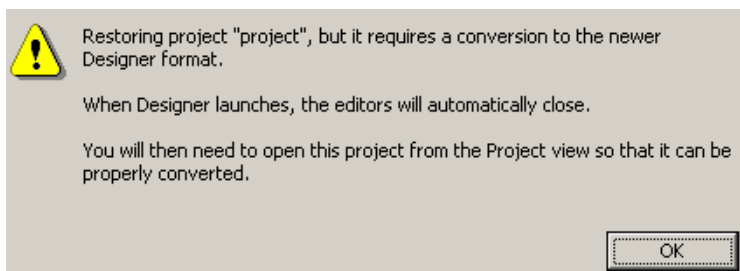 Restoring project "project", but it requires a conversion to the newer
Designer format.
When Designer launches, the editors will automatically close.
You will then need to open this project from the Project view so that it can be
properly converted.
OK